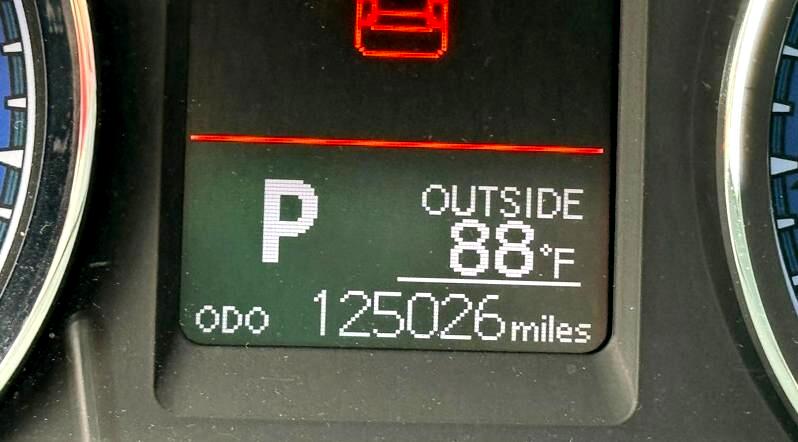 P
OUTSIDE
88°F
ODO 125026 miles